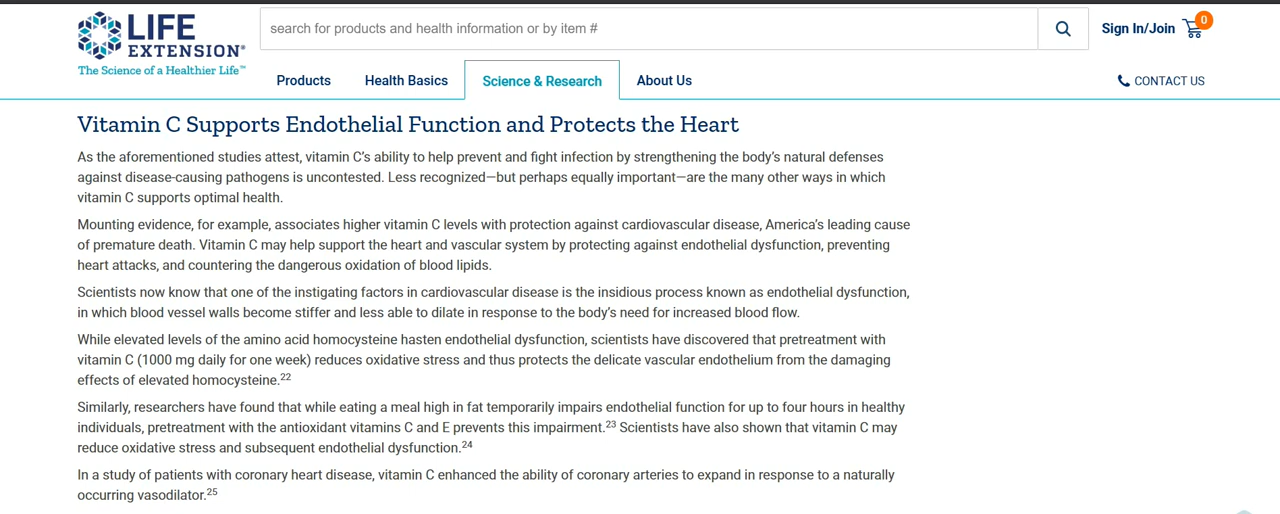 LIFE
EXTENSION®
The Science of a Healthier Life™
search for products and health information or by item #
Sign In/Join
0
Products
Health Basics
Science & Research
About Us
CONTACT US
Vitamin C Supports Endothelial Function and Protects the Heart
As the aforementioned studies attest, vitamin C’s ability to help prevent and fight infection by strengthening the body’s natural defenses
against disease-causing pathogens is uncontested. Less recognized—but perhaps equally important—are the many other ways in which
vitamin C supports optimal health.
Mounting evidence, for example, associates higher vitamin C levels with protection against cardiovascular disease, America’s leading cause
of premature death. Vitamin C may help support the heart and vascular system by protecting against endothelial dysfunction, preventing
heart attacks, and countering the dangerous oxidation of blood lipids.
Scientists now know that one of the instigating factors in cardiovascular disease is the insidious process known as endothelial dysfunction,
in which blood vessel walls become stiffer and less able to dilate in response to the body’s need for increased blood flow.
While elevated levels of the amino acid homocysteine hasten endothelial dysfunction, scientists have discovered that pretreatment with
vitamin C (1000 mg daily for one week) reduces oxidative stress and thus protects the delicate vascular endothelium from the damaging
effects of elevated homocysteine.22
Similarly, researchers have found that while eating a meal high in fat temporarily impairs endothelial function for up to four hours in healthy
individuals, pretreatment with the antioxidant vitamins C and E prevents this impairment.23 Scientists have also shown that vitamin C may
reduce oxidative stress and subsequent endothelial dysfunction.24
In a study of patients with coronary heart disease, vitamin C enhanced the ability of coronary arteries to expand in response to a naturally
occurring vasodilator.25